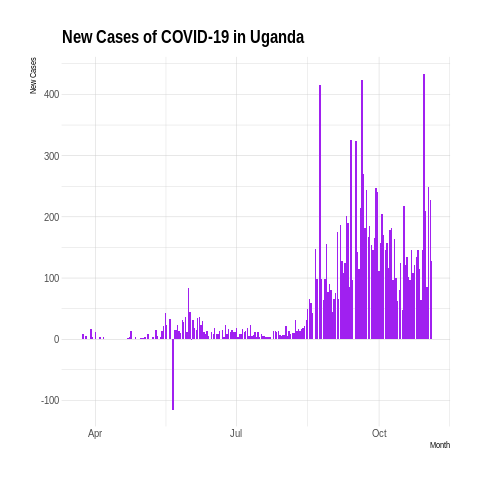 New Cases of COVID-19 in Uganda
New Cases
400
300
200
100
0
-100
Apr
Jul
Oct
Month